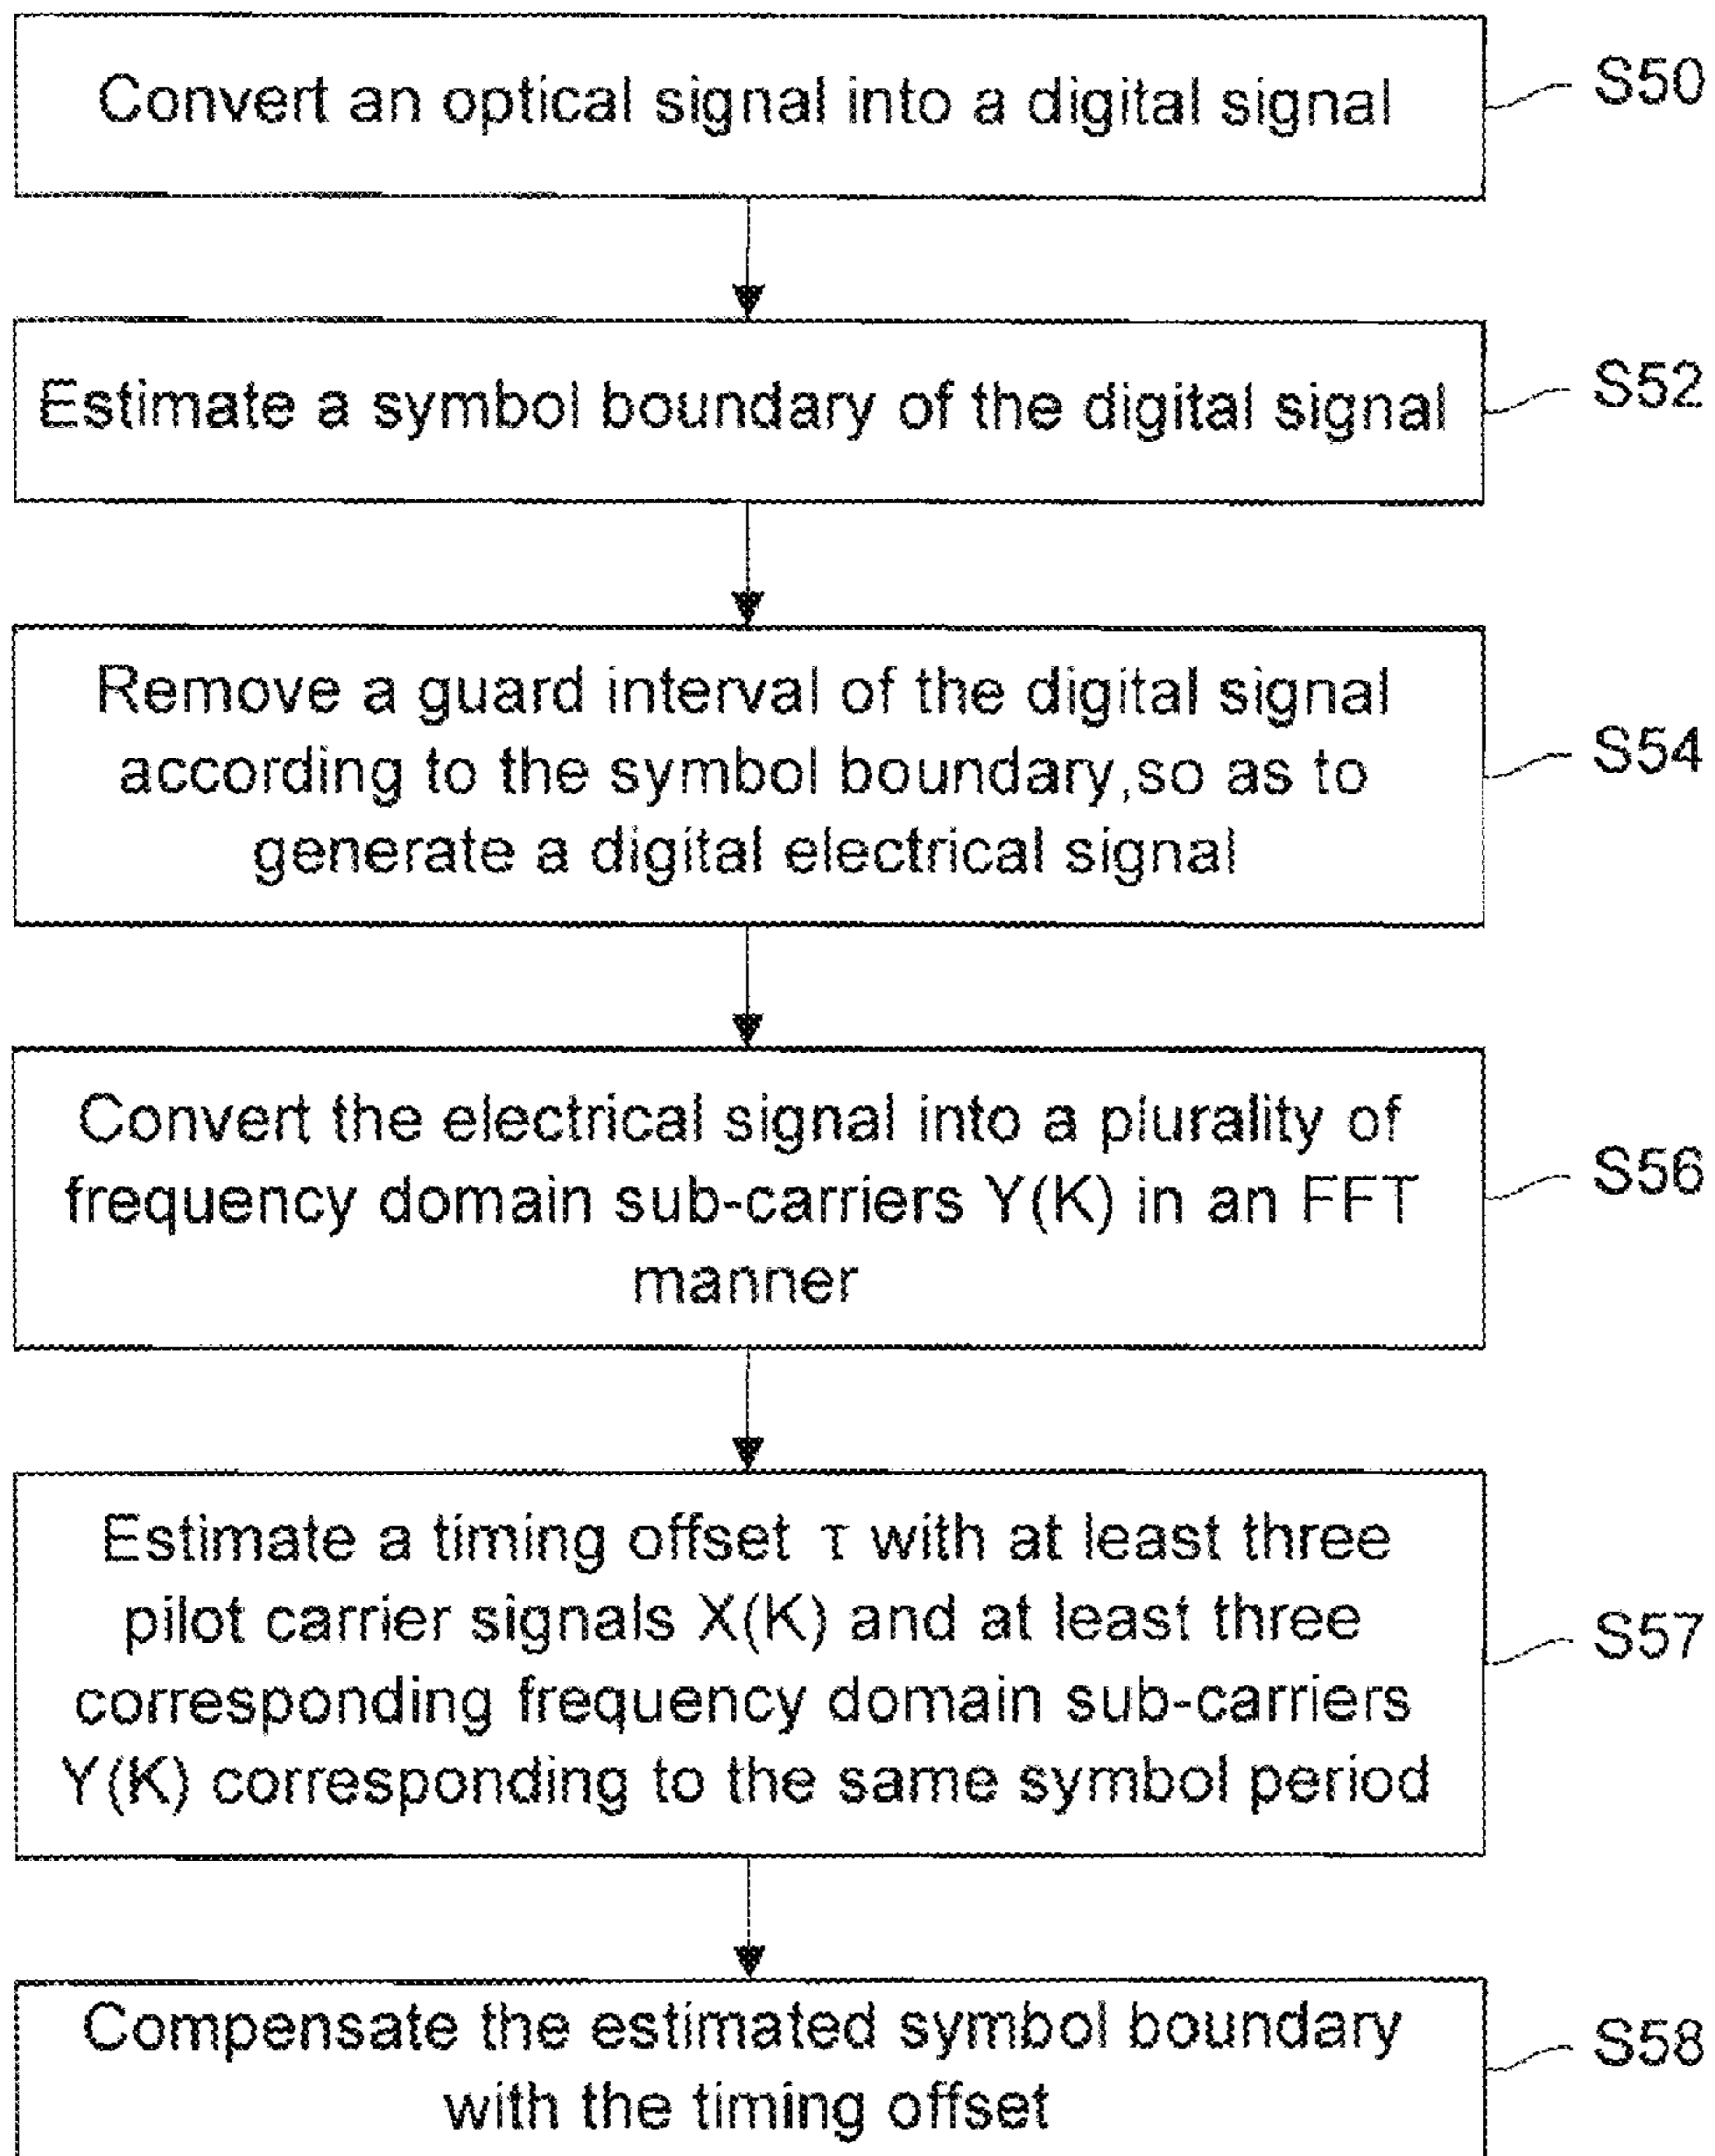 Convert an optical signal into a digital signal
S50
Estimate a symbol boundary of the digital signal
S52
Remove a guard interval of the digital signal
according to the symbol boundary,so as to
generate a digital electrical signal
S54
Convert the electrical signal into a plurality of
frequency domain sub-carriers Y(K) in an FFT
manner
S56
Estimate a timing offset τ with at least three
pilot carrier signals X(K) and at least three
corresponding frequency domain sub-carriers
Y(K) corresponding to the same symbol period
S57
Compensate the estimated symbol boundary
with the timing offset
S58